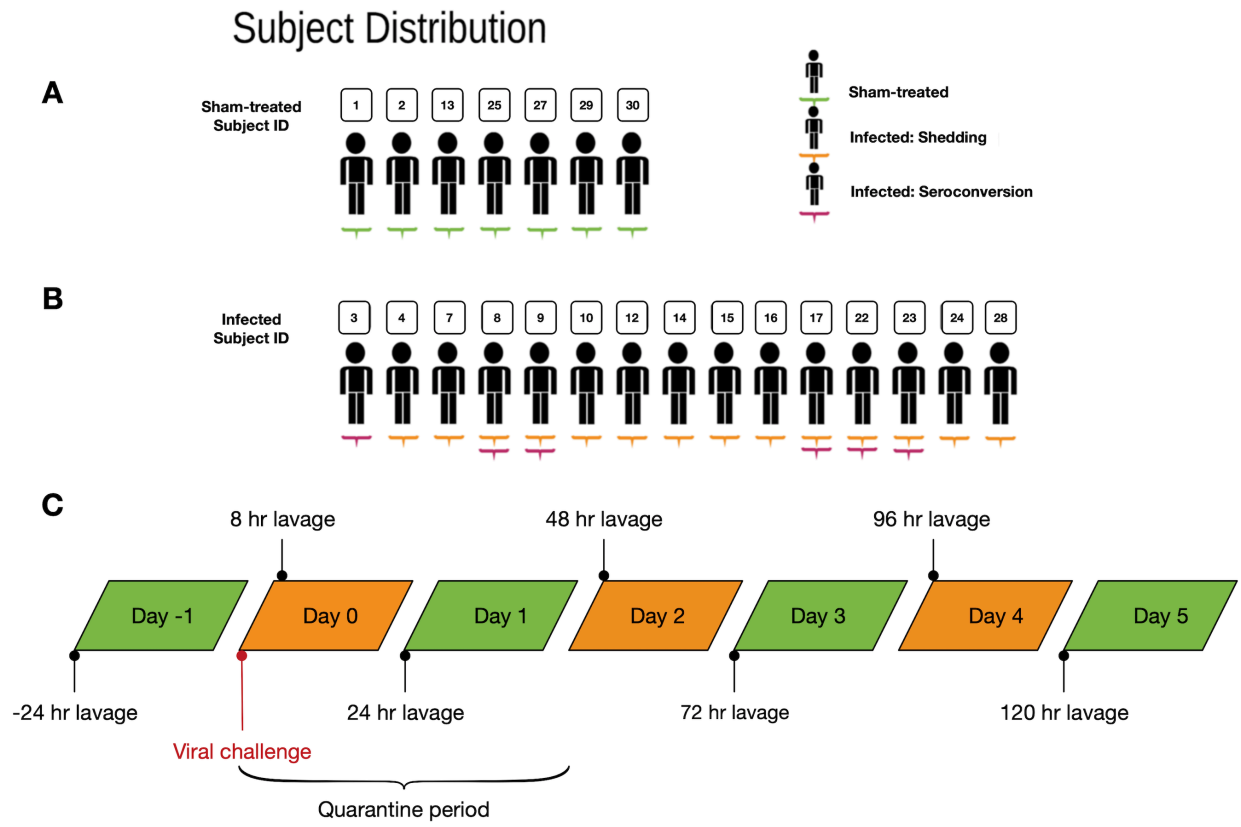 Subject Distribution
A
Sham-treated
Subject ID
1 2 13 25 27 29 30
Sham-treated
Infected: Shedding
Infected: Seroconversion
B
Infected
Subject ID
3 4 7 8 9 10 12 14 15 16 17 22 23 24 28
C
8 hr lavage 48 hr lavage 96 hr lavage
Day -1 Day 0 Day 1 Day 2 Day 3 Day 4 Day 5
-24 hr lavage 24 hr lavage 72 hr lavage 120 hr lavage
Viral challenge
Quarantine period